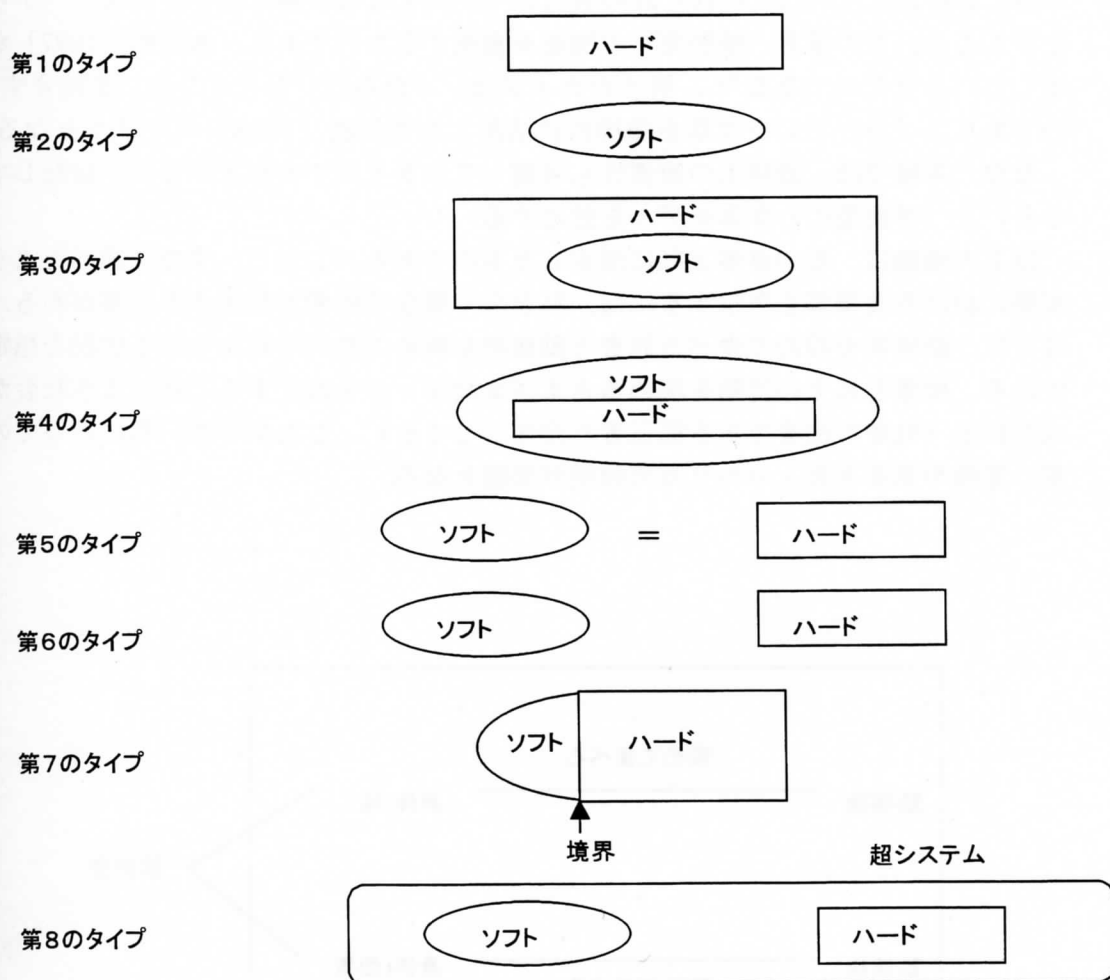 第1のタイプ
ハード
第2のタイプ
ソフト
第3のタイプ
ハード
ソフト
第4のタイプ
ソフト
ハード
第5のタイプ
ソフト
=
ハード
第6のタイプ
ソフト
ハード
第7のタイプ
ソフト
ハード
境界
超システム
第8のタイプ
ソフト
ハード